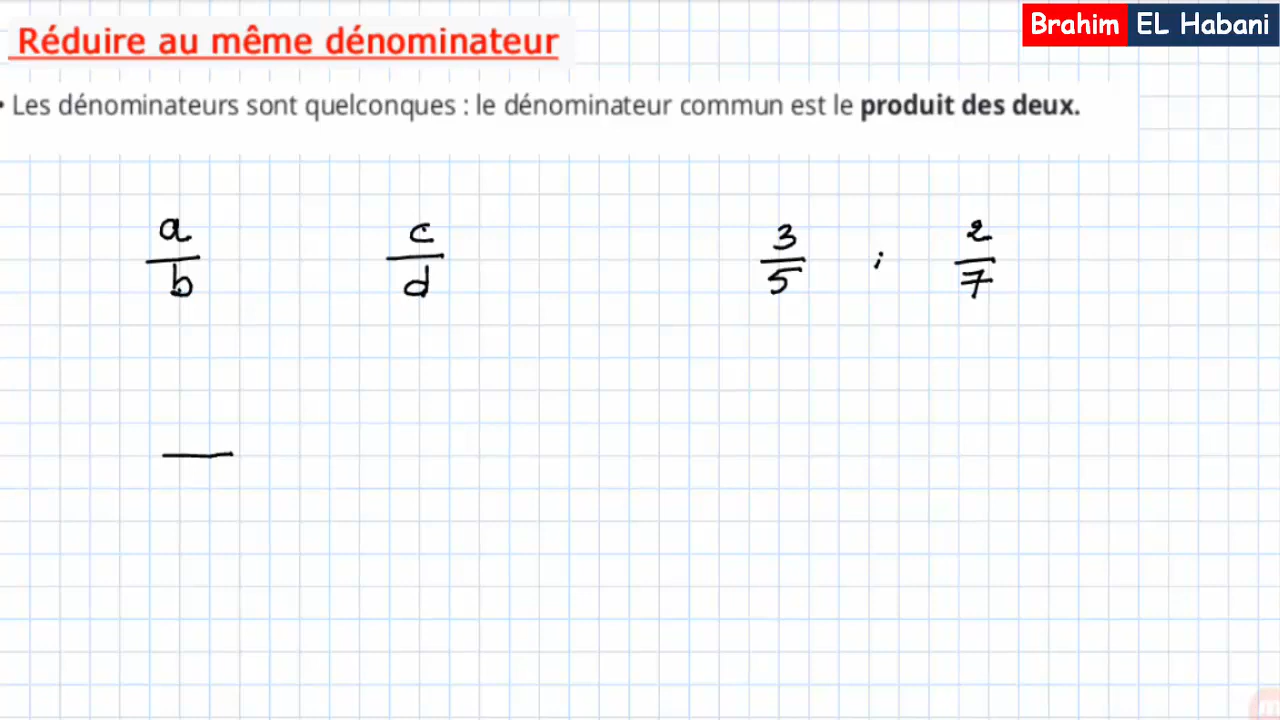 Réduire au même dénominateur
Brahim EL Habani
• Les dénominateurs sont quelconques : le dénominateur commun est le produit des deux.
a c 3 ; 2
b d 5 7